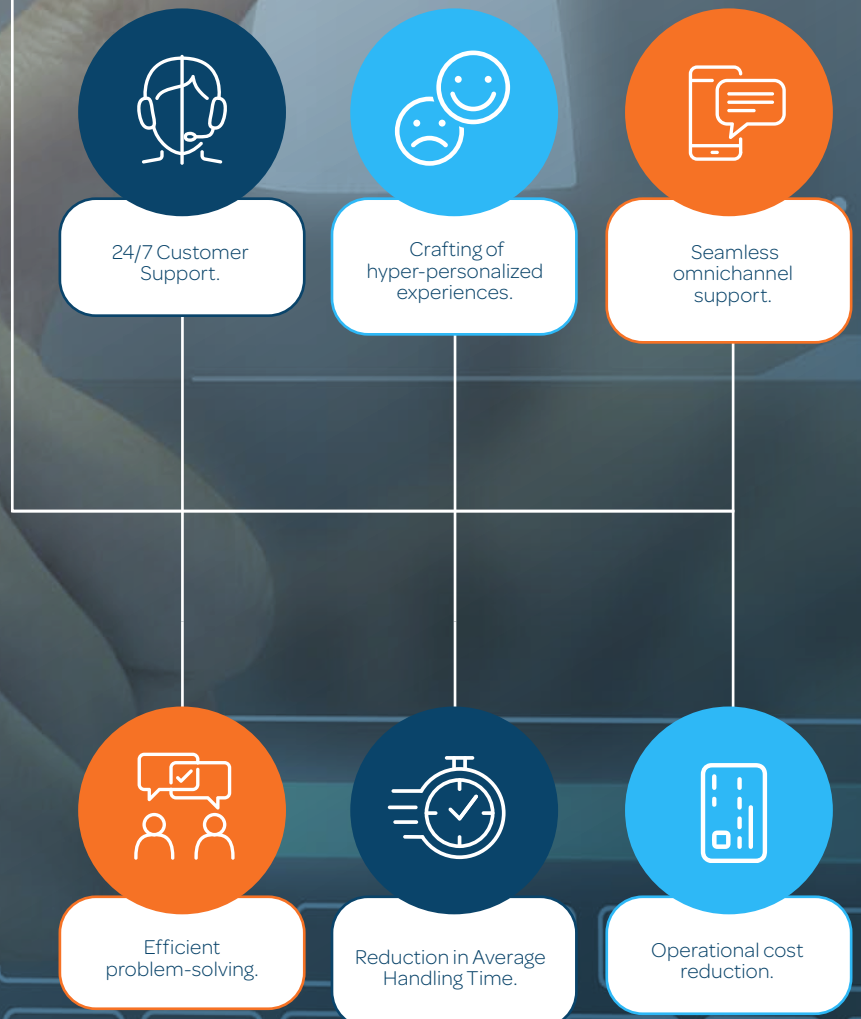 24/7 Customer
Support.
Crafting of
hyper-personalized
experiences.
Seamless
omnichannel
support.
Efficient
problem-solving.
Reduction in Average
Handling Time.
Operational cost
reduction.